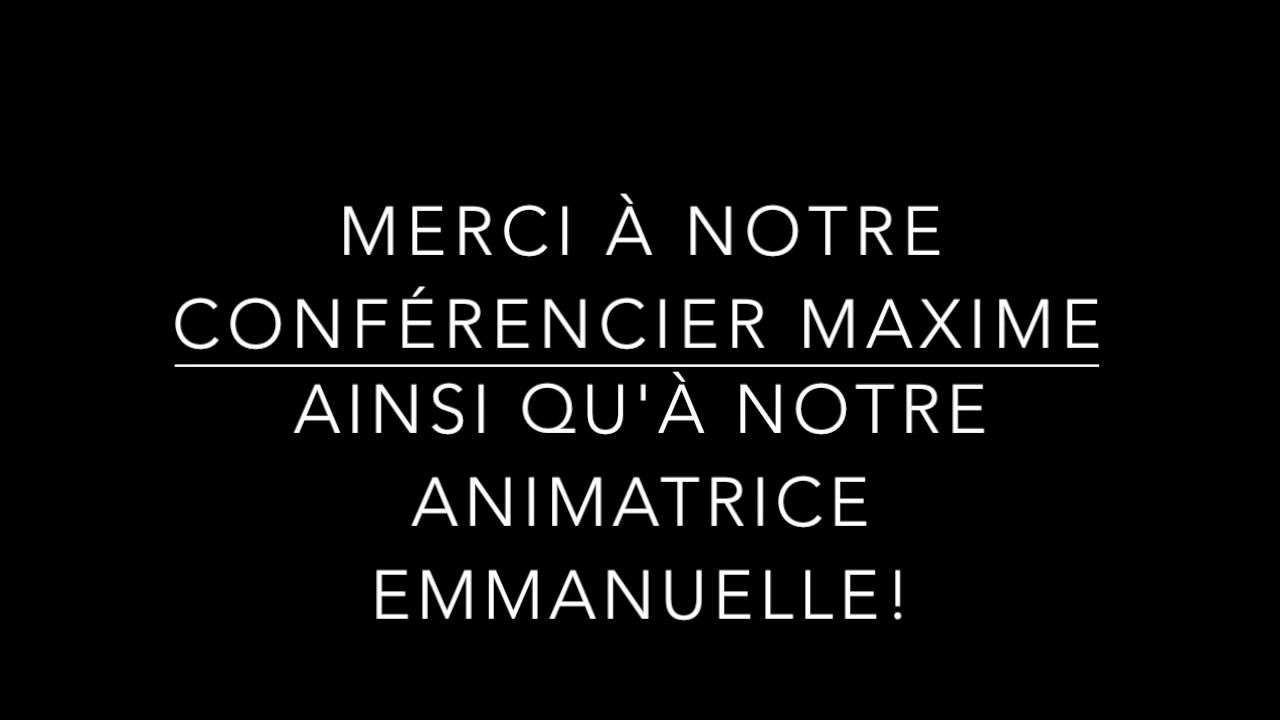 MERCI À NOTRE
CONFÉRENCIER MAXIME
AINSI QU'À NOTRE
ANIMATRICE
EMMANUELLE!